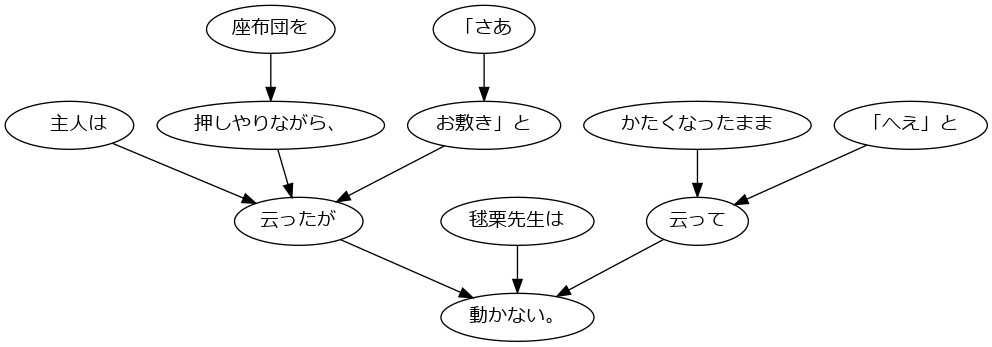 座布団を
「さあ
主人は
押しやりながら、
お敷き」と
かたくなったまま
「へえ」と
云ったが
毬栗先生は
云って
動かない。